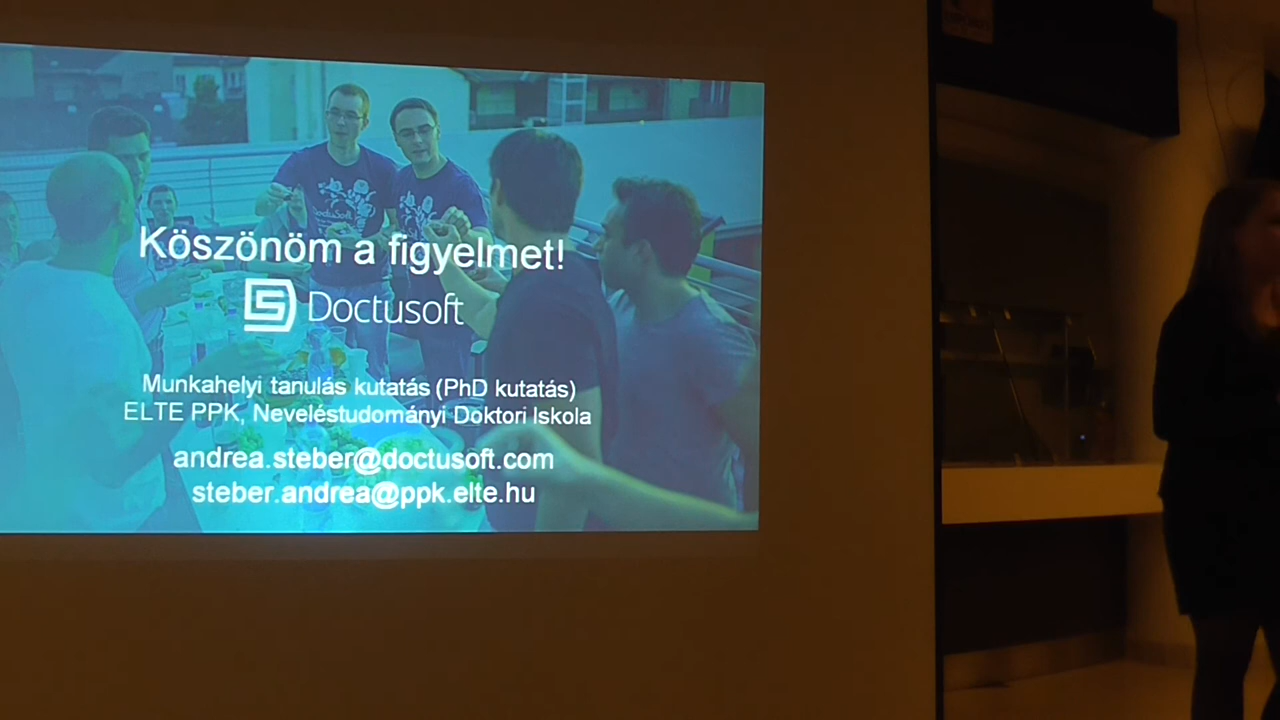 Köszönöm a figyelmet!
Doctusoft
Munkahelyi tanulás kutatás (PhD kutatás)
ELTE PPK, Neveléstudományi Doktori Iskola
andrea.steber@doctusoft.com
steber.andrea@ppk.elte.hu
DoctuSoft